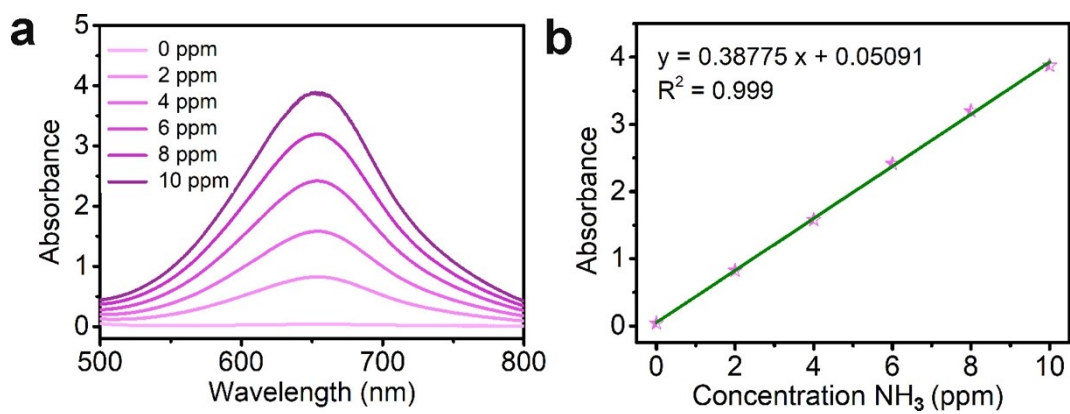 a
5
4
3
2
1
0
Absorbance
0 ppm
2 ppm
4 ppm
6 ppm
8 ppm
10 ppm
500
600
700
800
Wavelength (nm)
b
4
3
2
1
0
Absorbance
y = 0.38775 x + 0.05091
R² = 0.999
0
2
4
6
8
10
Concentration NH₃ (ppm)